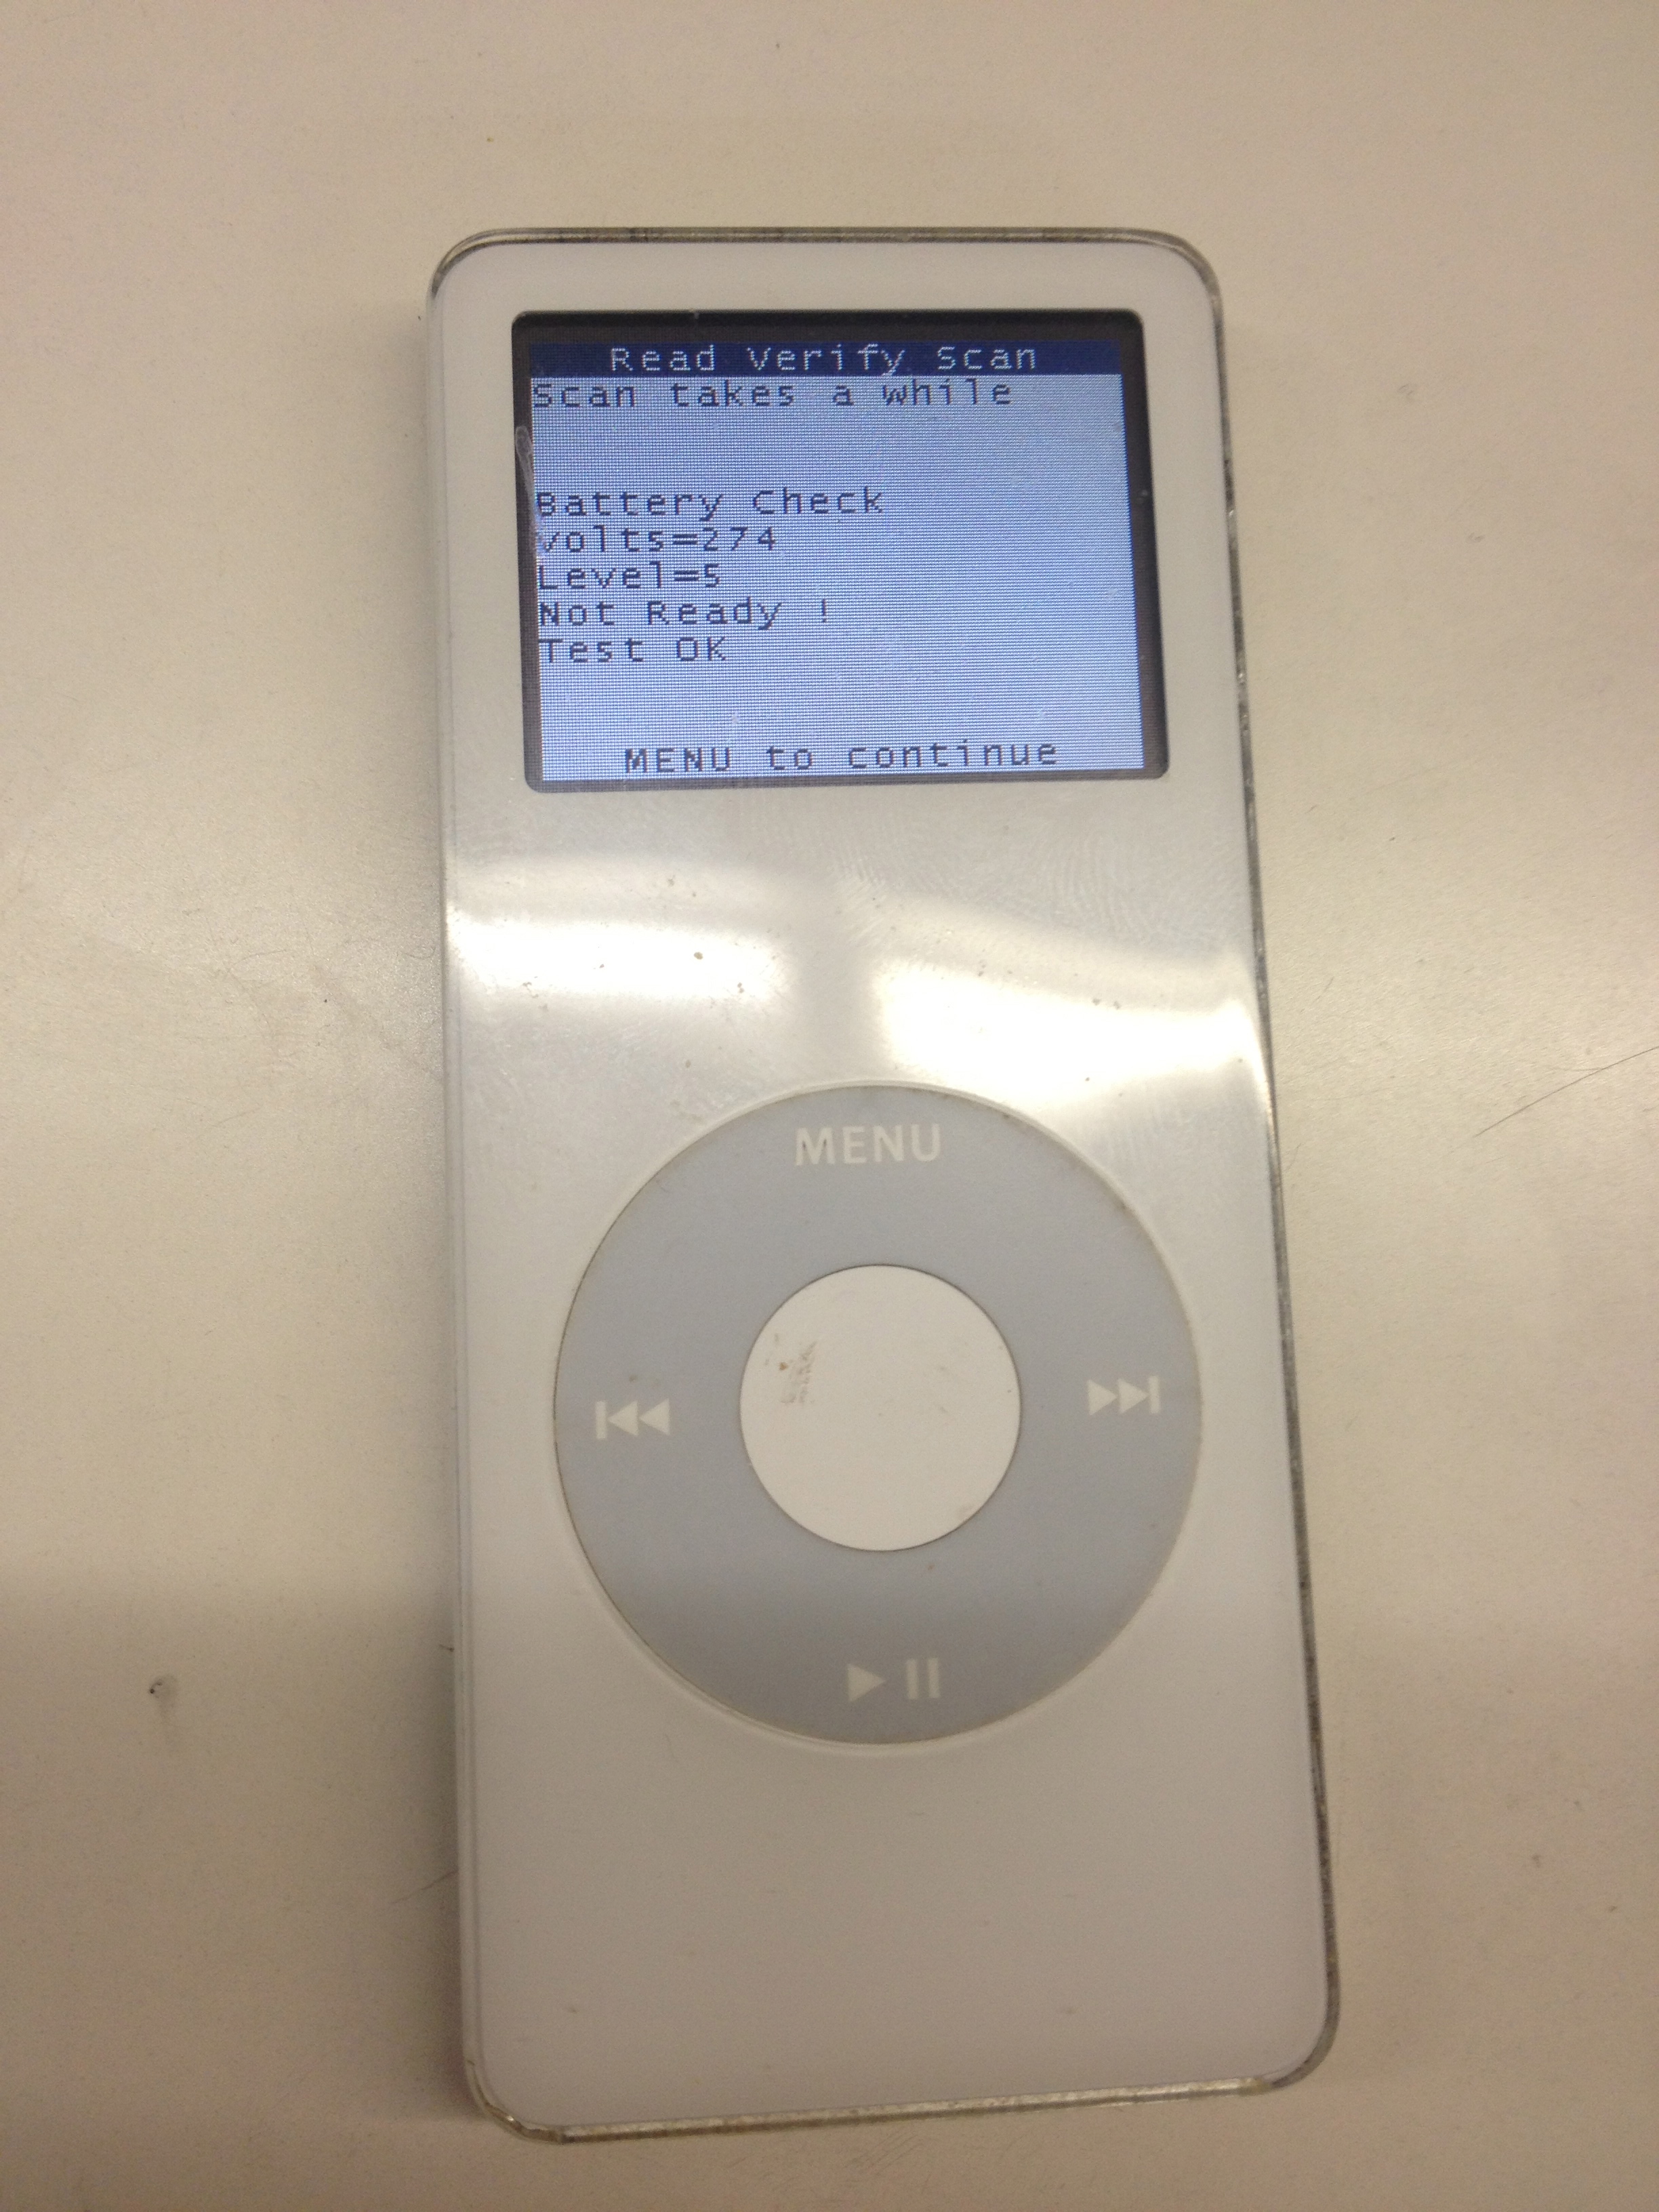 Read Verify Scan
Scan takes a while
Battery Check
volts=274
Level=5
Not Ready !
Test OK
MENU to continue
MENU